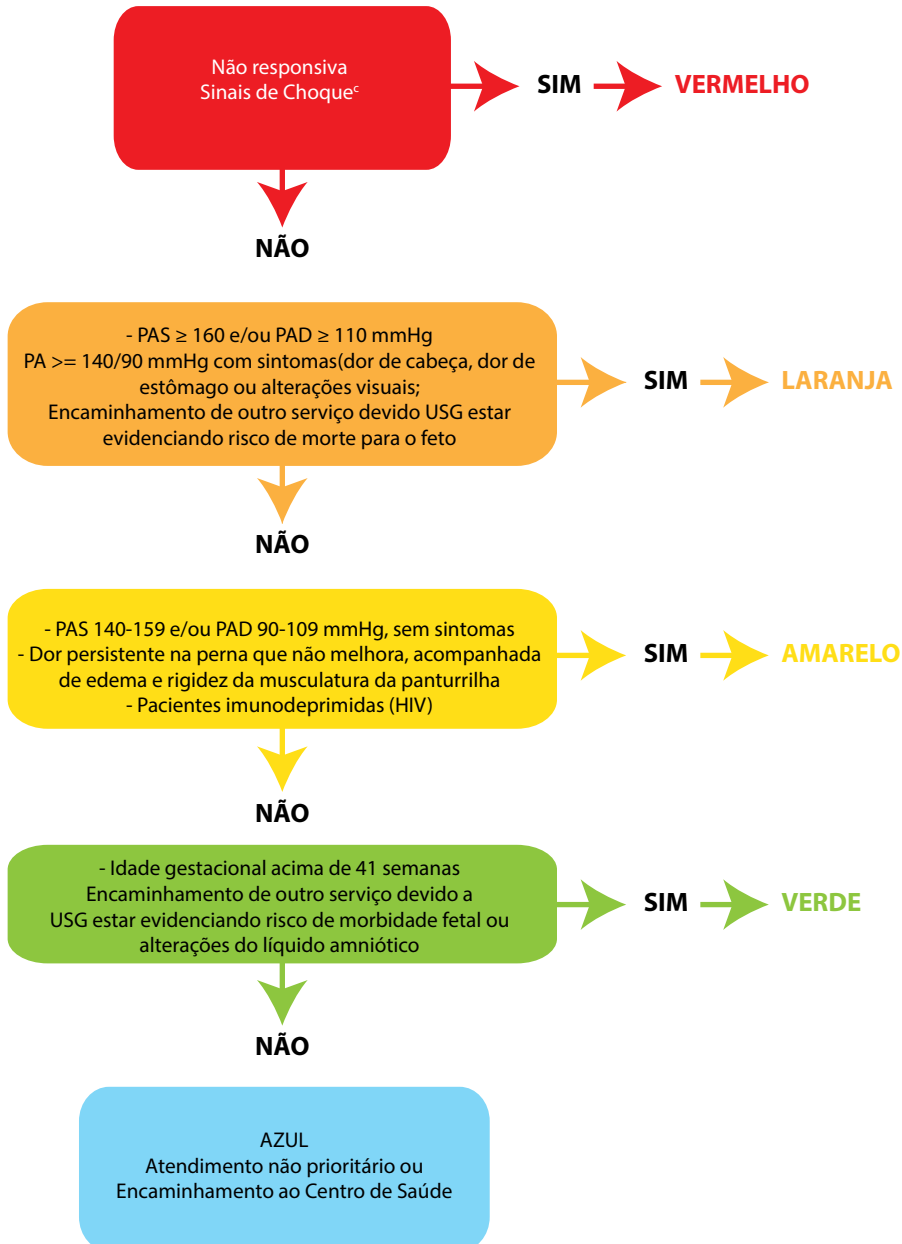 Não responsiva
Sinais de Choqueᶜ
SIM
VERMELHO
NÃO
- PAS ≥ 160 e/ou PAD ≥ 110 mmHg
PA >= 140/90 mmHg com sintomas(dor de cabeça, dor de
estômago ou alterações visuais;
Encaminhamento de outro serviço devido USG estar
evidenciando risco de morte para o feto
SIM
LARANJA
NÃO
- PAS 140-159 e/ou PAD 90-109 mmHg, sem sintomas
- Dor persistente na perna que não melhora, acompanhada
de edema e rigidez da musculatura da panturrilha
- Pacientes imunodeprimidas (HIV)
SIM
AMARELO
NÃO
- Idade gestacional acima de 41 semanas
Encaminhamento de outro serviço devido a
USG estar evidenciando risco de morbidade fetal ou
alterações do líquido amniótico
SIM
VERDE
NÃO
AZUL
Atendimento não prioritário ou
Encaminhamento ao Centro de Saúde